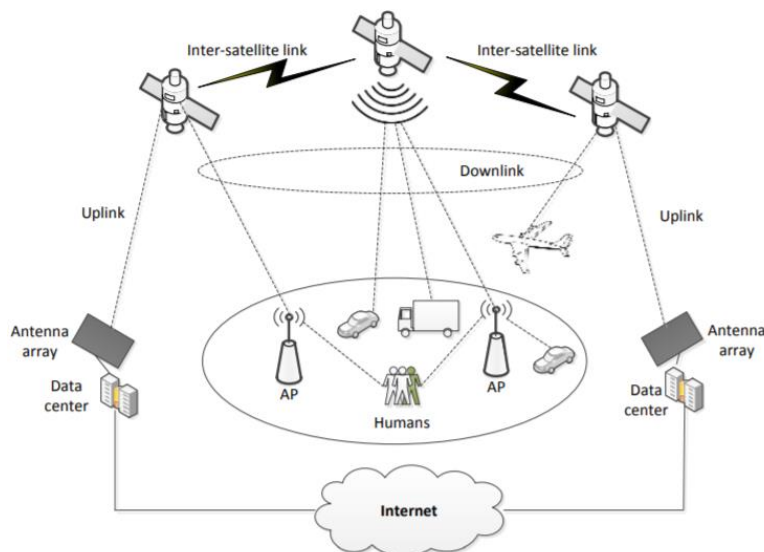 Inter-satellite link
Inter-satellite link
Downlink
Uplink
Uplink
Antenna
array
Antenna
array
AP
AP
Data
center
Data
center
Humans
Internet